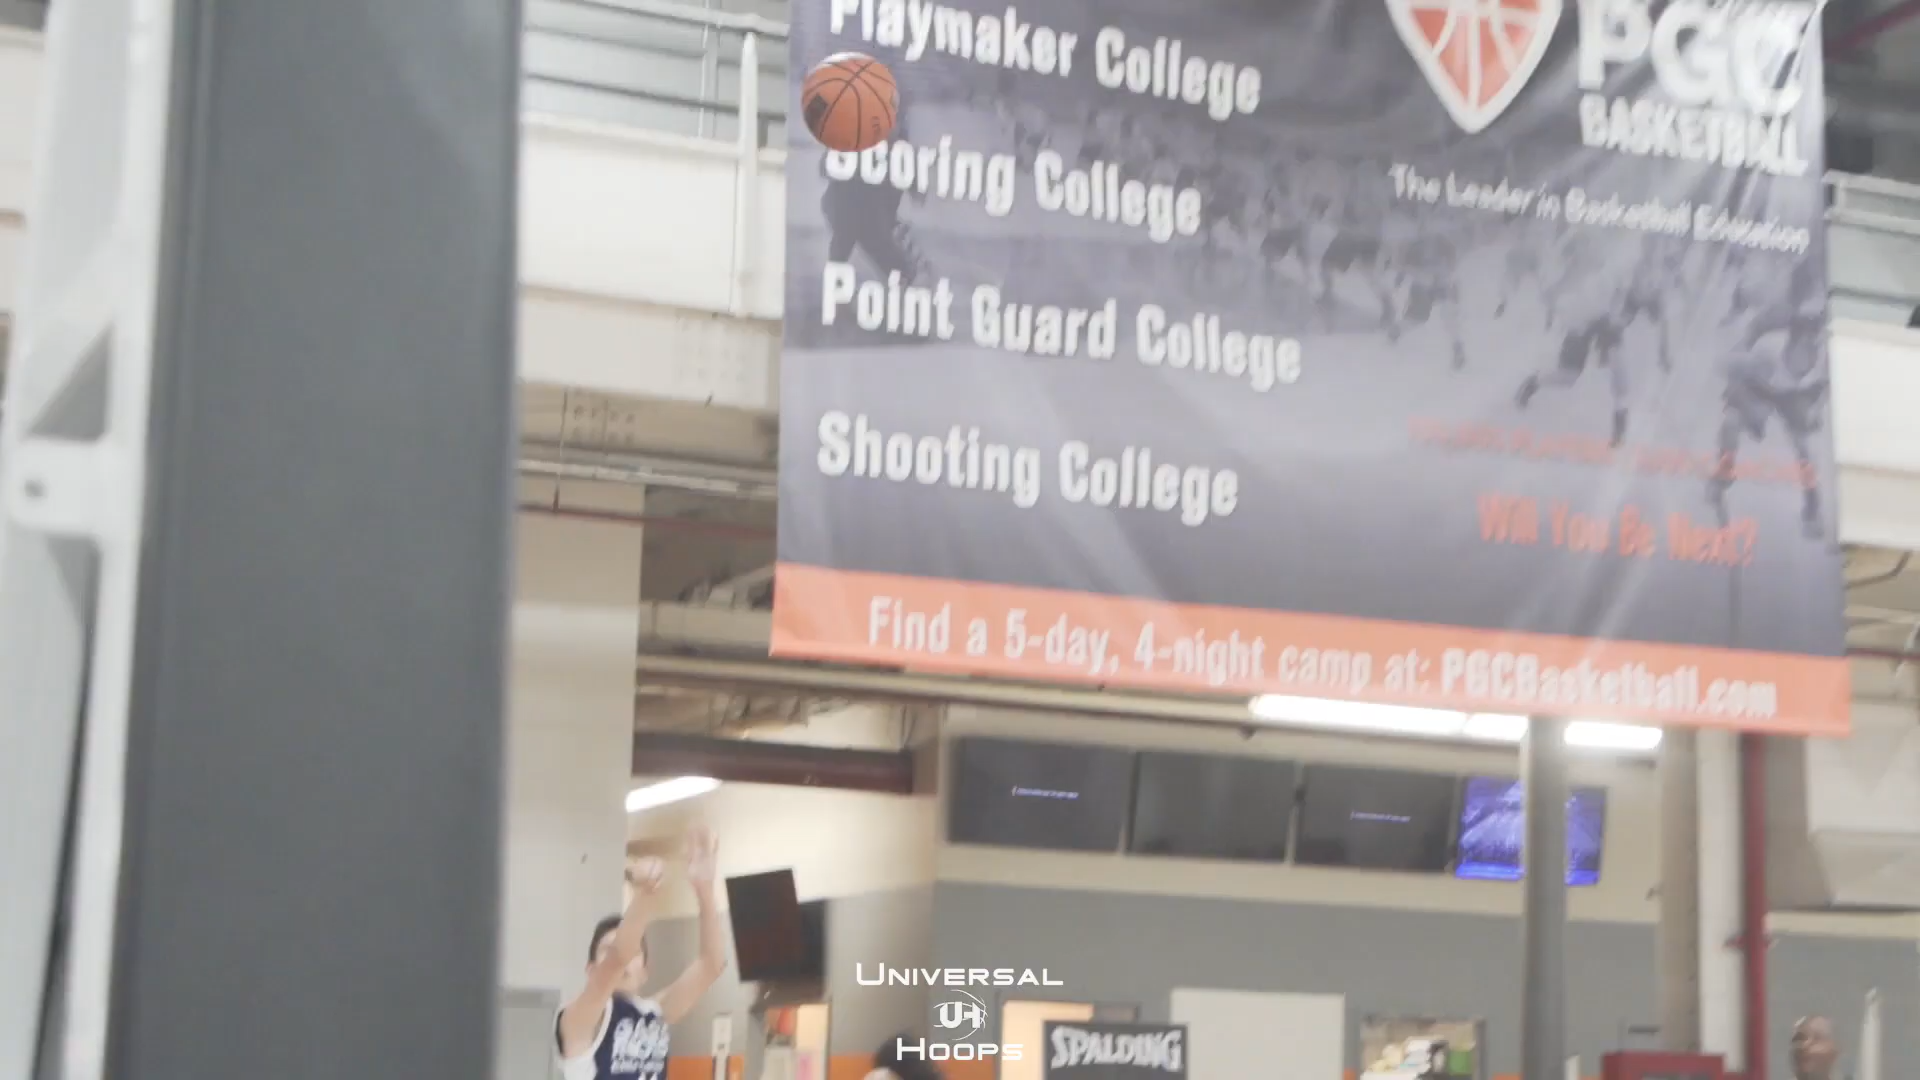 Playmaker College
Scoring College
Point Guard College
Shooting College
PGC
BASKETBALL
The Leader in Basketball Education
Will You Be Next?
Find a 5-day, 4-night camp at: PGCBasketball.com
UNIVERSAL
UH
HOOPS
SPALDING